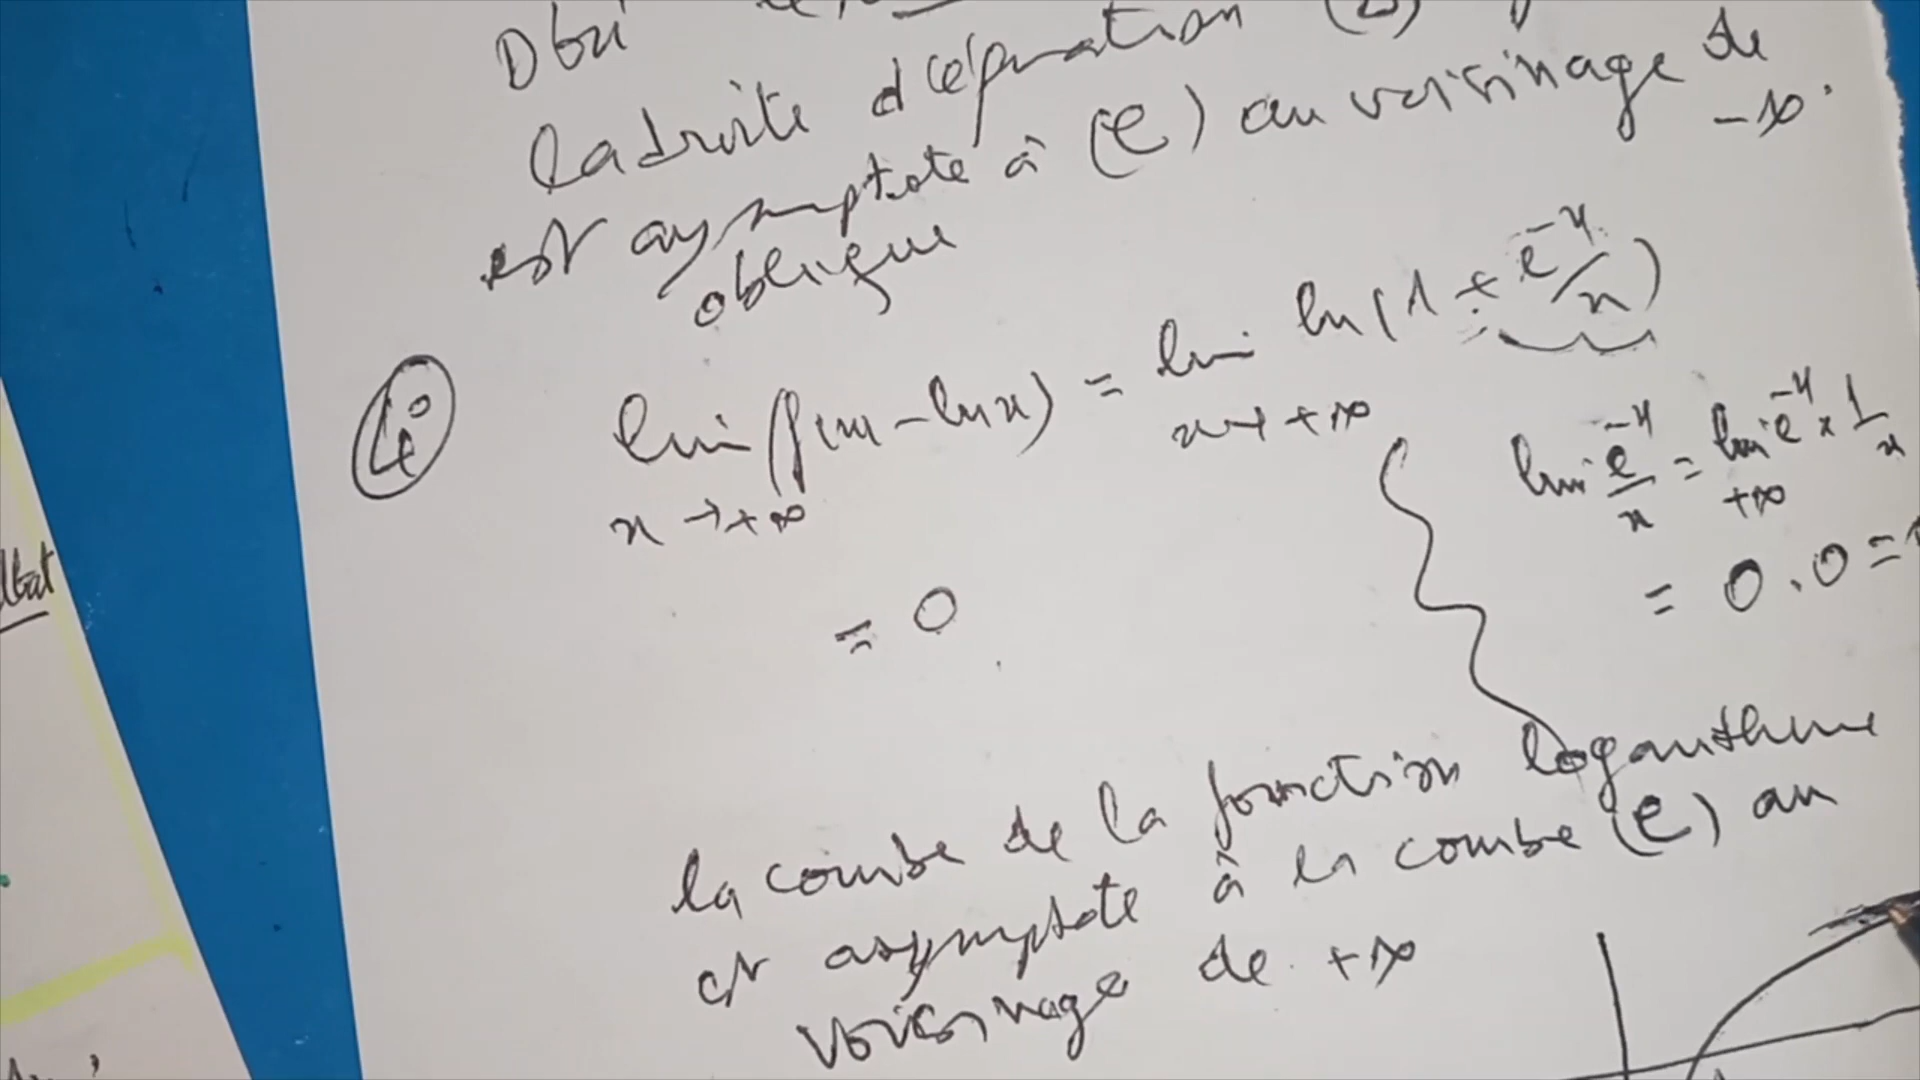 D'où
la droite d'équation (Δ)
est asymptote à (C) au voisinage de
oblique
-∞.
4°
lim (f(x) - ln x) = lim ln(1 + e^-x/x)
x → +∞ x → +∞
= 0
lim e^-x/x = lim e^-x × 1/x
+∞
= 0 . 0 =
la courbe de la fonction logarithme
est asymptote à la courbe (C) au
voisinage de +∞